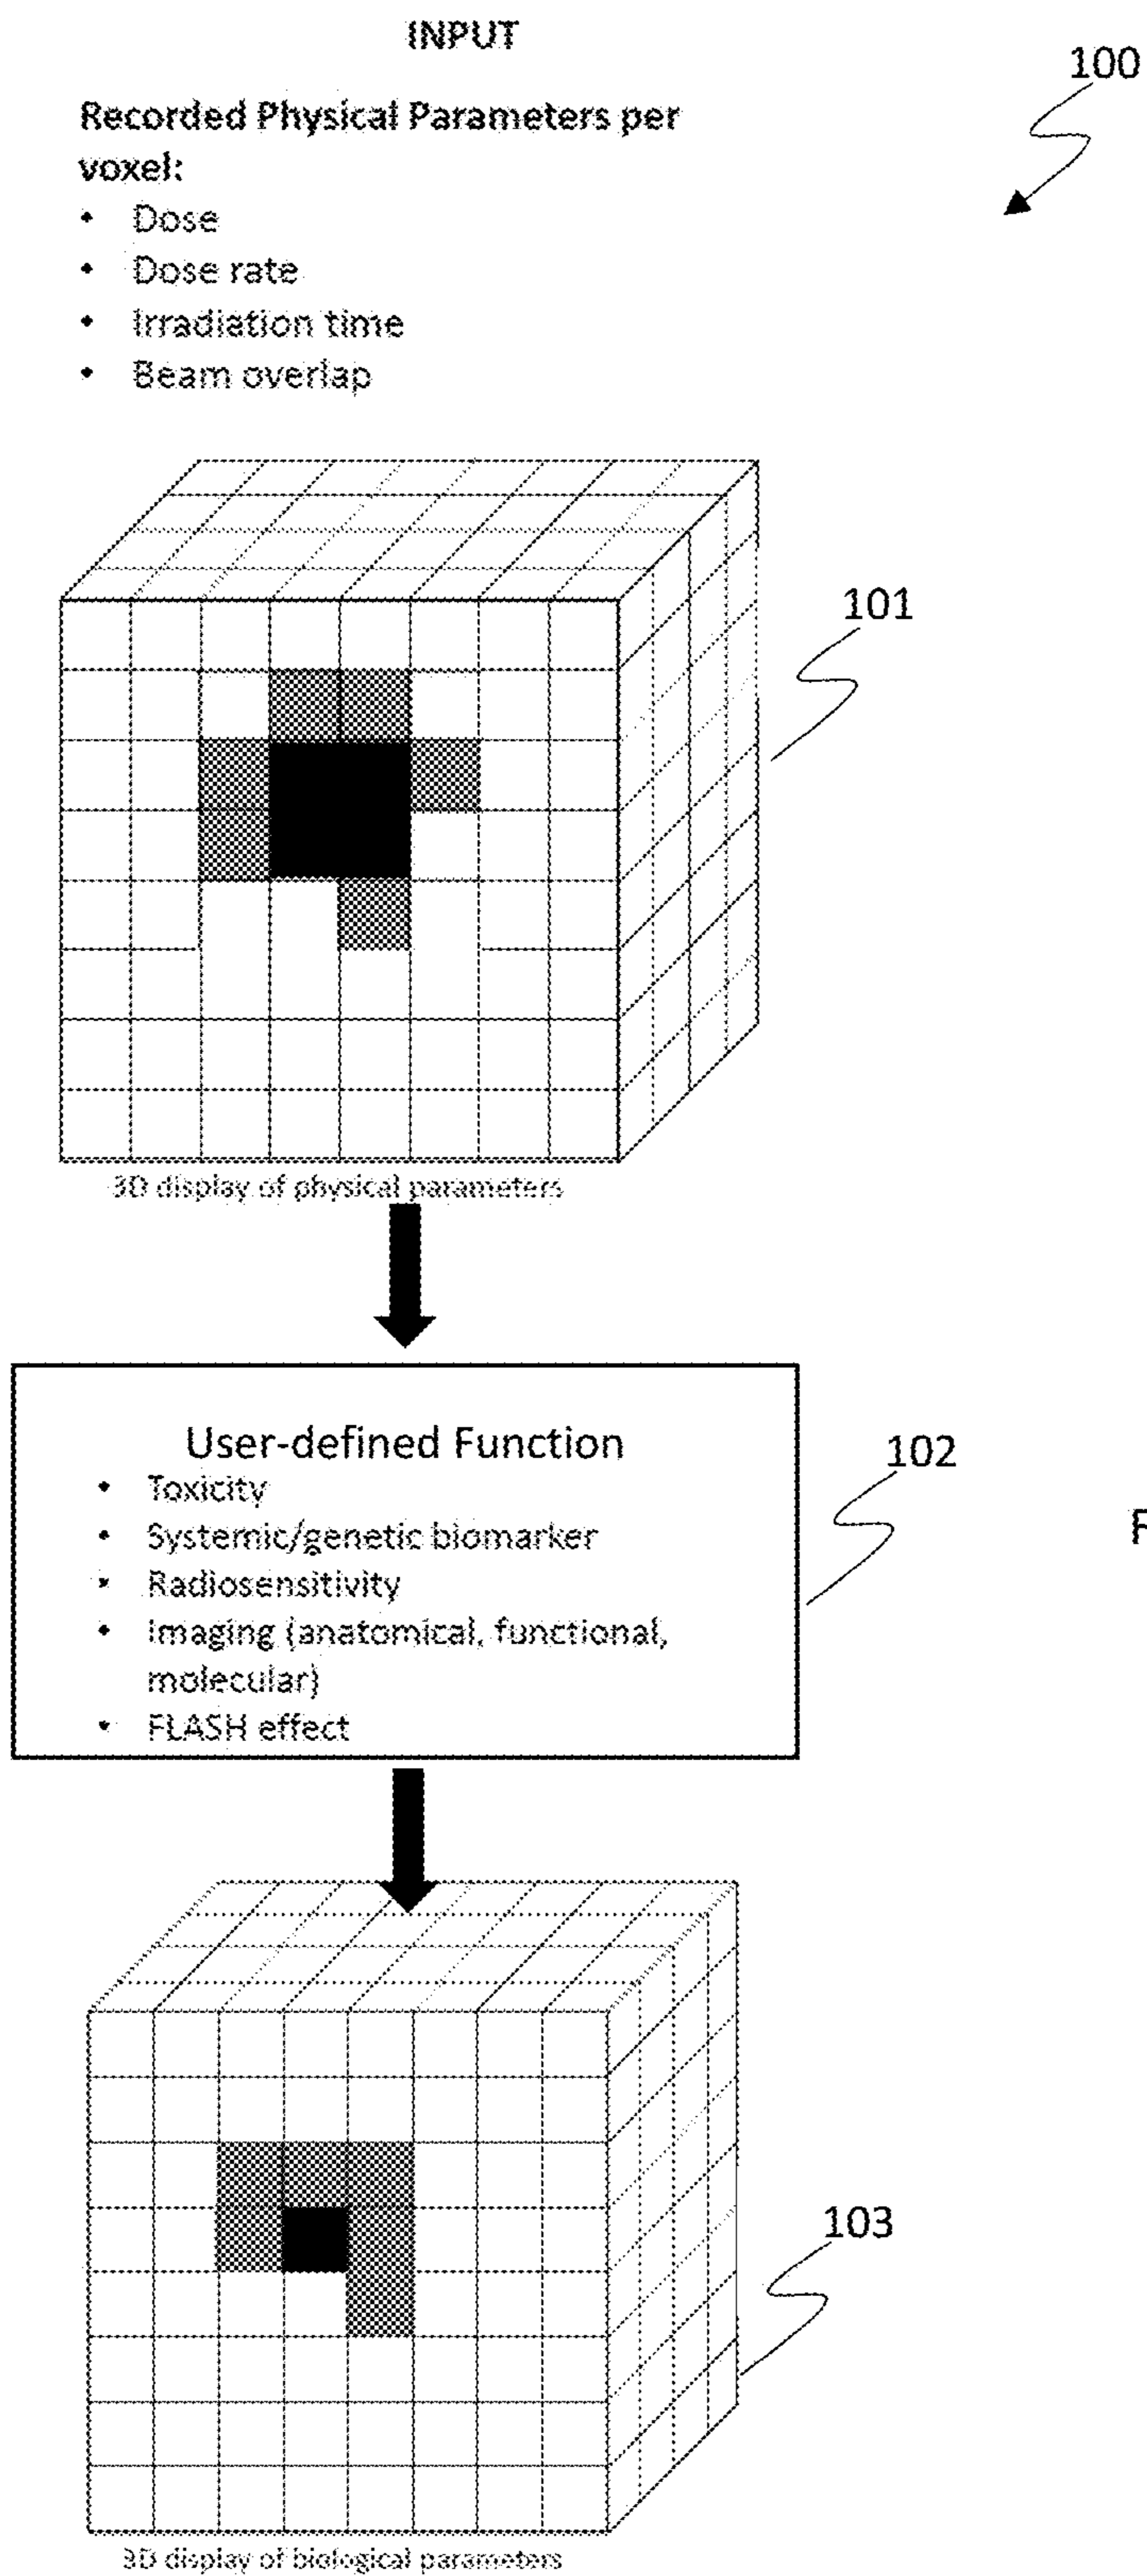 INPUT
100
Recorded Physical Parameters per
voxel:
• Dose
• Dose rate
• Irradiation time
• Beam overlap
101
3D display of physical parameters
User-defined Function
• Toxicity
• Systemic/genetic biomarker
• Radiosensitivity
• Imaging (anatomical, functional,
molecular)
• FLASH effect
102
F
103
3D display of biological parameters